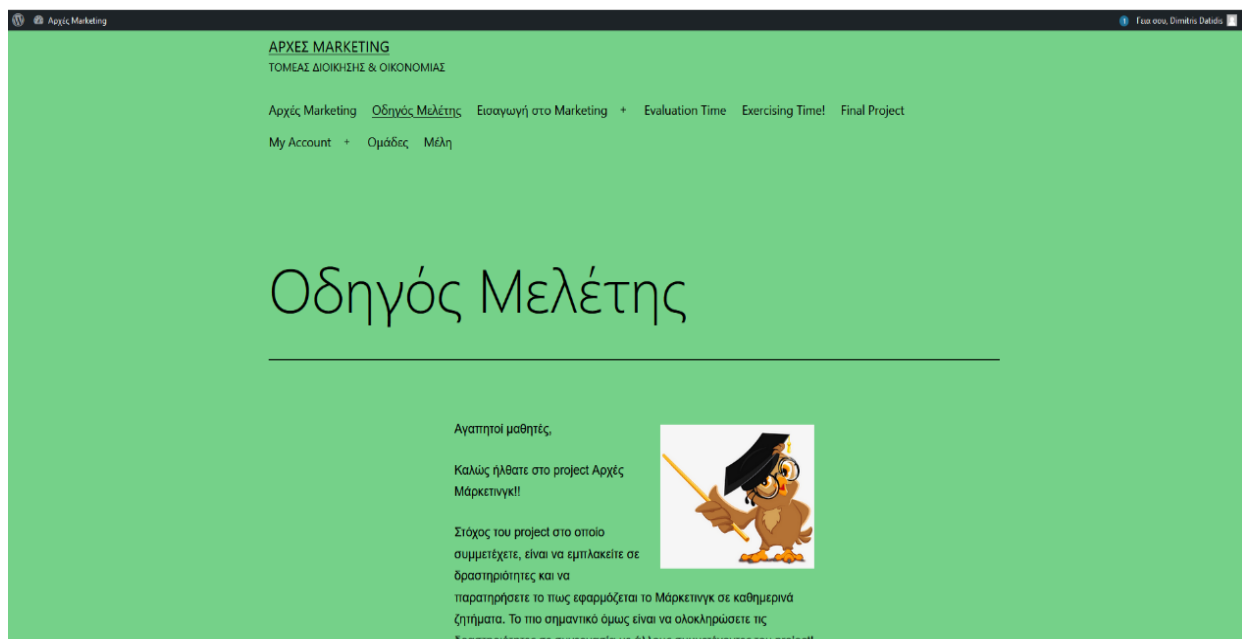 Αρχές Marketing
1 Γεια σου, Dimitris Datidis
ΑΡΧΕΣ MARKETING
ΤΟΜΕΑΣ ΔΙΟΙΚΗΣΗΣ & ΟΙΚΟΝΟΜΙΑΣ
Αρχές Marketing Οδηγός Μελέτης Εισαγωγή στο Marketing + Evaluation Time Exercising Time! Final Project
My Account + Ομάδες Μέλη
Οδηγός Μελέτης
Αγαπητοί μαθητές,
Καλώς ήλθατε στο project Αρχές
Μάρκετινγκ!!
Στόχος του project στο οποίο
συμμετέχετε, είναι να εμπλακείτε σε
δραστηριότητες και να
παρατηρήσετε το πως εφαρμόζεται το Μάρκετινγκ σε καθημερινά
ζητήματα. Το πιο σημαντικό όμως είναι να ολοκληρώσετε τις